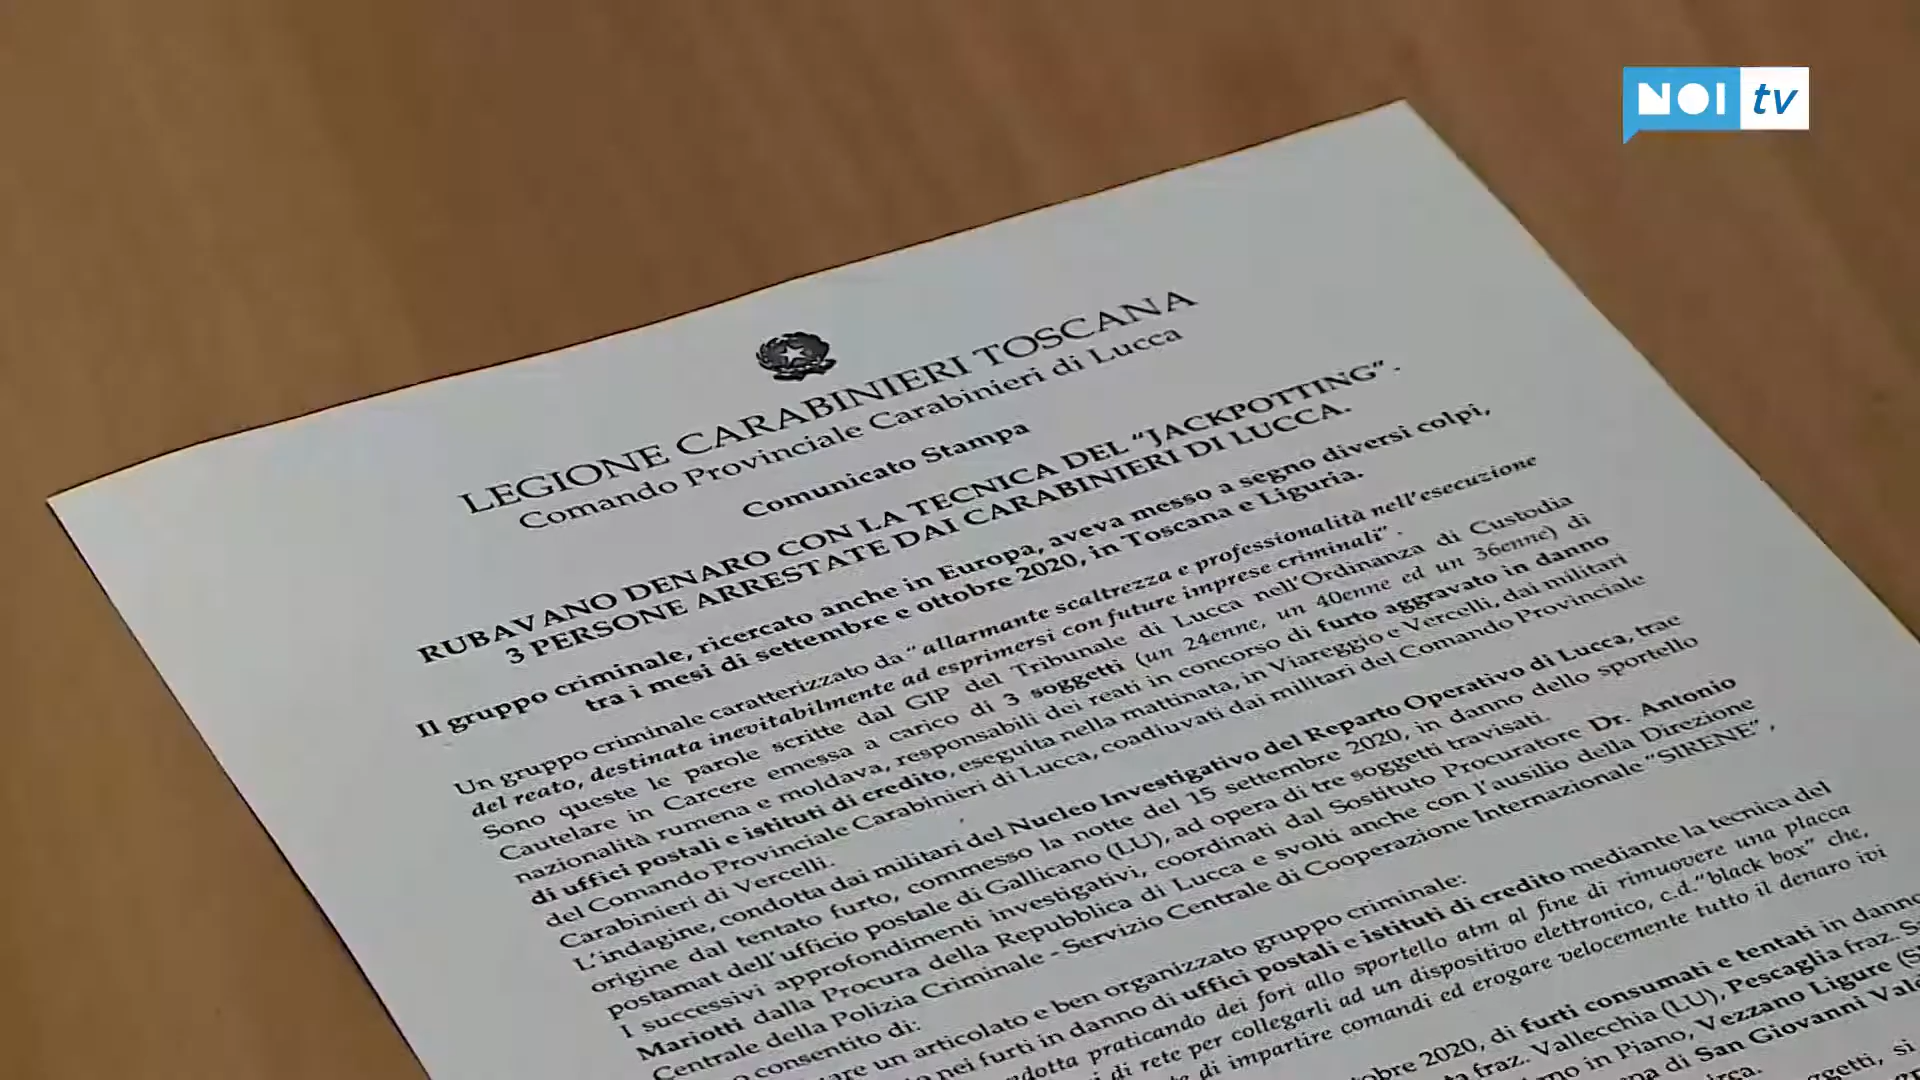 NOI tv
LEGIONE CARABINIERI TOSCANA
Comando Provinciale Carabinieri di Lucca
Comunicato Stampa
RUBAVANO DENARO CON LA TECNICA DEL “JACKPOTTING”.
3 PERSONE ARRESTATE DAI CARABINIERI DI LUCCA.
Il gruppo criminale, ricercato anche in Europa, aveva messo a segno diversi colpi,
tra i mesi di settembre e ottobre 2020, in Toscana e Liguria.
Un gruppo criminale caratterizzato da “allarmante scaltrezza e professionalità nell’esecuzione
del reato, destinata inevitabilmente ad esprimersi con future imprese criminali”.
Sono queste le parole scritte dal GIP del Tribunale di Lucca nell’Ordinanza di Custodia
Cautelare in Carcere emessa a carico di 3 soggetti (un 24enne, un 40enne ed un 36enne) di
nazionalità rumena e moldava, responsabili dei reati in concorso di furto aggravato in danno
di uffici postali e istituti di credito, eseguita nella mattinata, in Viareggio e Vercelli, dai militari
del Comando Provinciale Carabinieri di Lucca, coadiuvati dai militari del Comando Provinciale
Carabinieri di Vercelli.
L’indagine, condotta dai militari del Nucleo Investigativo del Reparto Operativo di Lucca, trae
origine dal tentato furto, commesso la notte del 15 settembre 2020, in danno dello sportello
postamat dell’ufficio postale di Gallicano (LU), ad opera di tre soggetti travisati.
I successivi approfondimenti investigativi, coordinati dal Sostituto Procuratore Dr. Antonio
Mariotti dalla Procura della Repubblica di Lucca e svolti anche con l’ausilio della Direzione
Centrale della Polizia Criminale - Servizio Centrale di Cooperazione Internazionale “SIRENE”,
consentito di:
un articolato e ben organizzato gruppo criminale:
nei furti in danno di uffici postali e istituti di credito mediante la tecnica del
praticando dei fori allo sportello atm al fine di rimuovere una placca
di rete per collegarli ad un dispositivo elettronico, c.d.“black box” che,
di impartire comandi ed erogare velocemente tutto il denaro ivi
2020, di furti consumati e tentati in danno
fraz. Vallecchia (LU), Pescaglia fraz.
in Piano, Vezzano Ligure
di San Giovanni